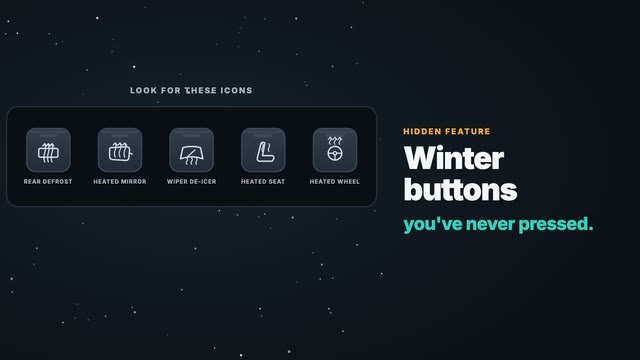 LOOK FOR THESE ICONS
REAR DEFROST
HEATED MIRROR
WIPER DE-ICER
HEATED SEAT
HEATED WHEEL
HIDDEN FEATURE
Winter
buttons
you've never pressed.